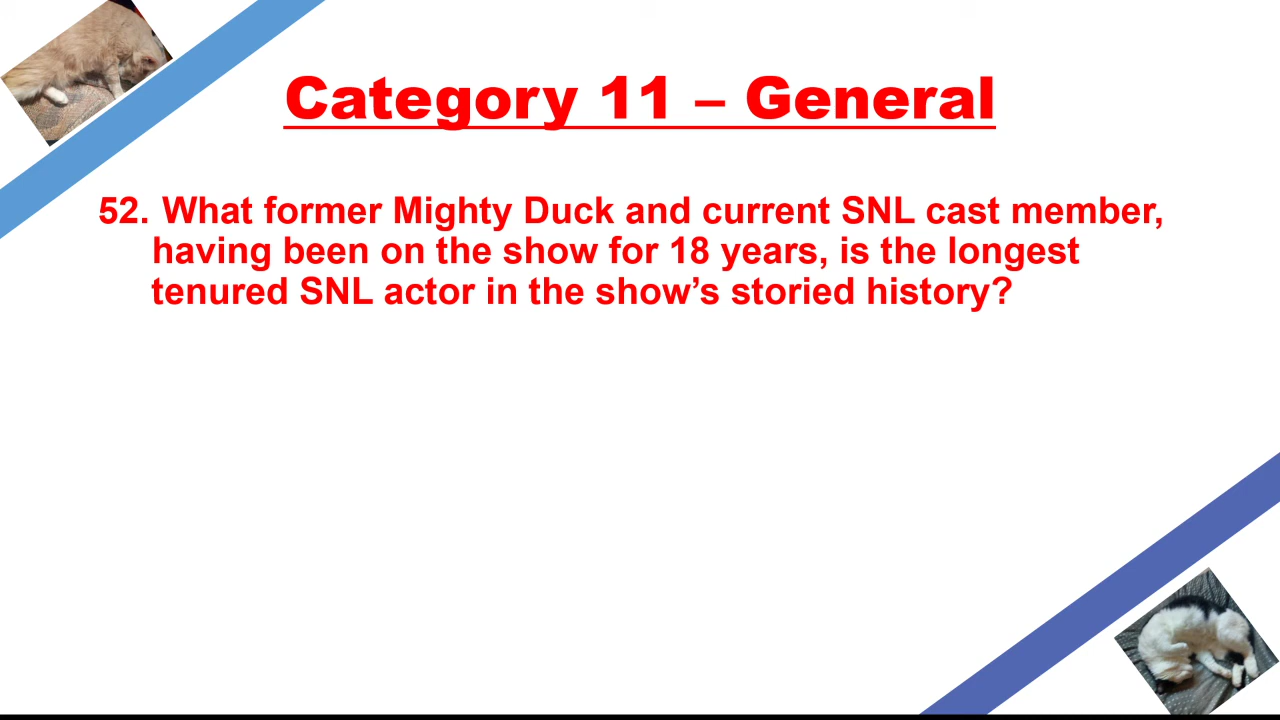 Category 11 – General
52. What former Mighty Duck and current SNL cast member,
having been on the show for 18 years, is the longest
tenured SNL actor in the show’s storied history?